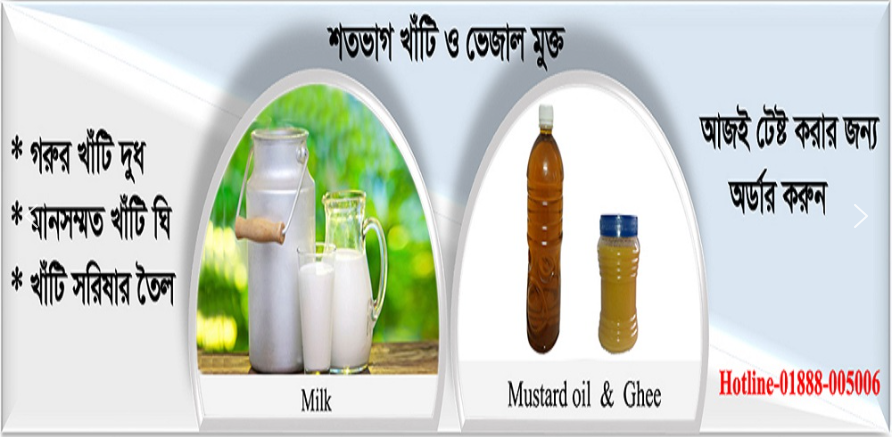 শতভাগ খাঁটি ও ভেজাল মুক্ত
* গরুর খাঁটি দুধ
* মানসম্মত খাঁটি ঘি
* খাঁটি সরিষার তৈল
আজই টেষ্ট করার জন্য
অর্ডার করুন
Milk
Mustard oil & Ghee
Hotline-01888-005006